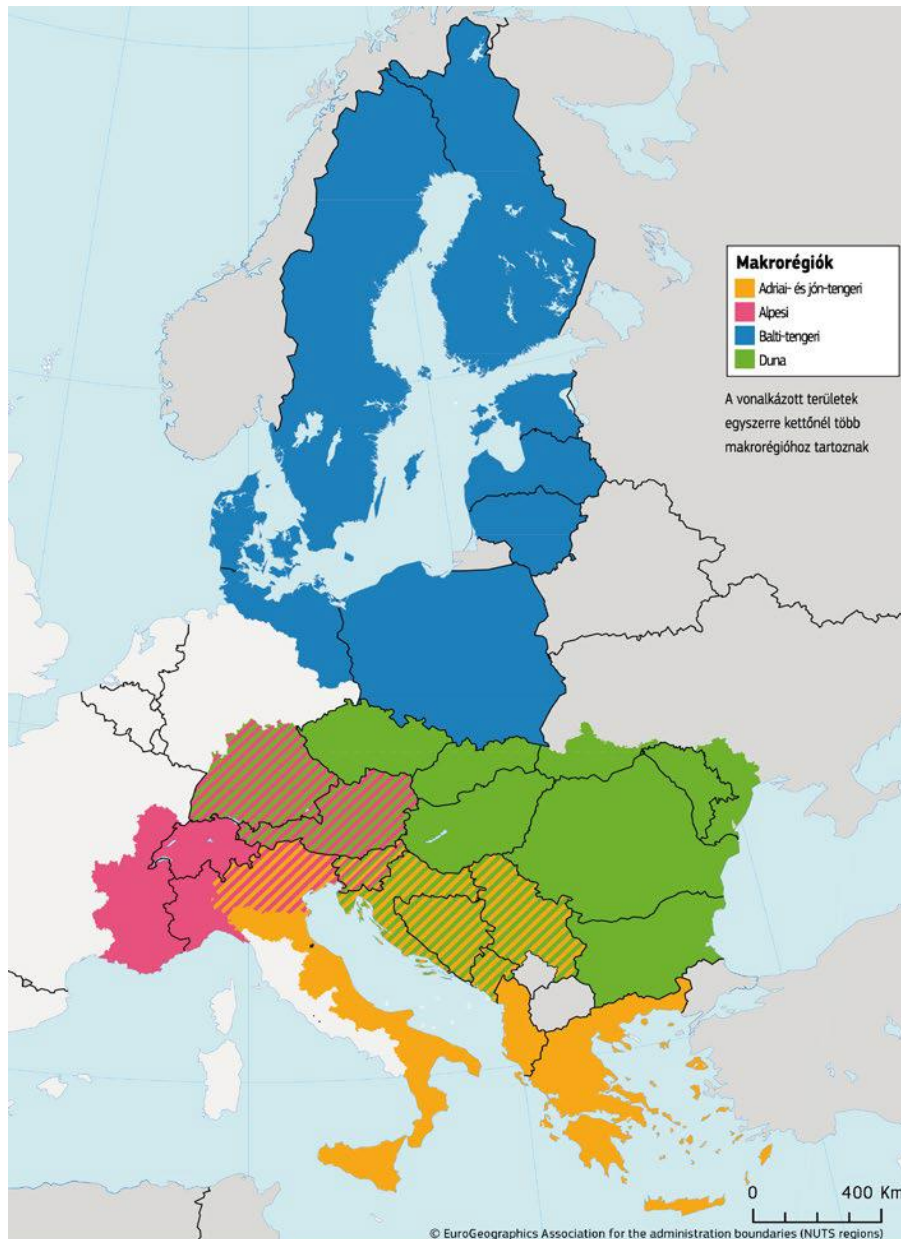 Makrorégiók
Adriai- és jón-tengeri
Alpesi
Balti-tengeri
Duna
A vonalkázott területek
egyszerre kettőnél több
makrorégióhoz tartoznak
0 400 Km
© EuroGeographics Association for the administration boundaries (NUTS regions)